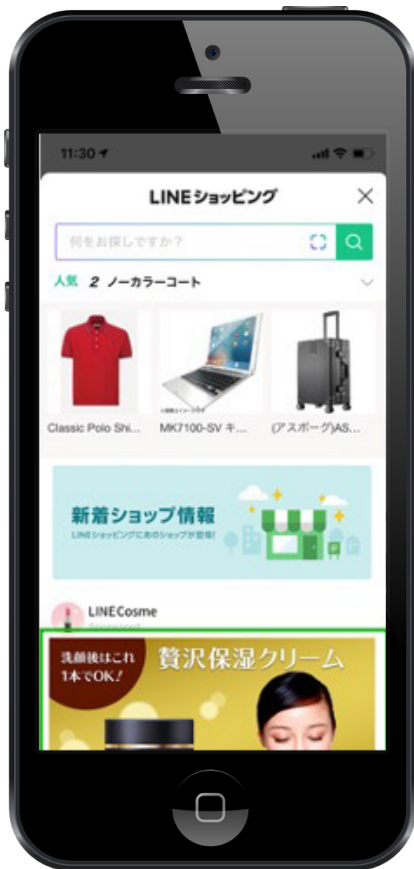 11:30
LINEショッピング
何をお探しですか？
人気 2 ノーカラーコート
Classic Polo Shi...
MK7100-SV キ...
(アスボーグ)AS...
新着ショップ情報
LINEショッピングにあのショップが登場!
LINECosme
Sponsored
洗顔後はこれ
1本でOK!
贅沢保湿クリーム